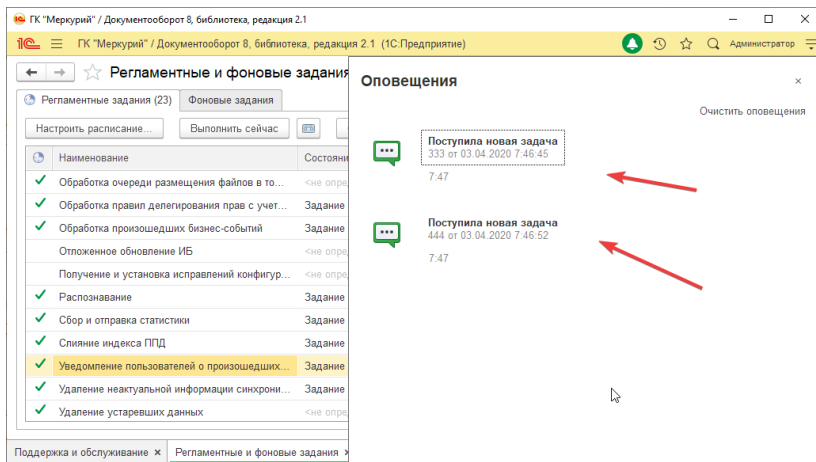 ГК "Меркурий" / Документооборот 8, библиотека, редакция 2.1
ГК "Меркурий" / Документооборот 8, библиотека, редакция 2.1 (1С:Предприятие)
Администратор
Регламентные и фоновые задания
Регламентные задания (23)
Фоновые задания
Настроить расписание...
Выполнить сейчас
Наименование
Состояни
Обработка очереди размещения файлов в то...
<не опре
Обработка правил делегирования прав с учет...
Задание
Обработка произошедших бизнес-событий
Задание
Отложенное обновление ИБ
<не опре
Получение и установка исправлений конфигур...
<не опре
Распознавание
Задание
Сбор и отправка статистики
Задание
Слияние индекса ППД
Задание
Уведомление пользователей о произошедших...
Задание
Удаление неактуальной информации синхрони...
Задание
Удаление устаревших данных
<не опре
Поддержка и обслуживание
Регламентные и фоновые задания
Оповещения
Очистить оповещения
Поступила новая задача
333 от 03.04.2020 7:46:45
7:47
Поступила новая задача
444 от 03.04.2020 7:46:52
7:47